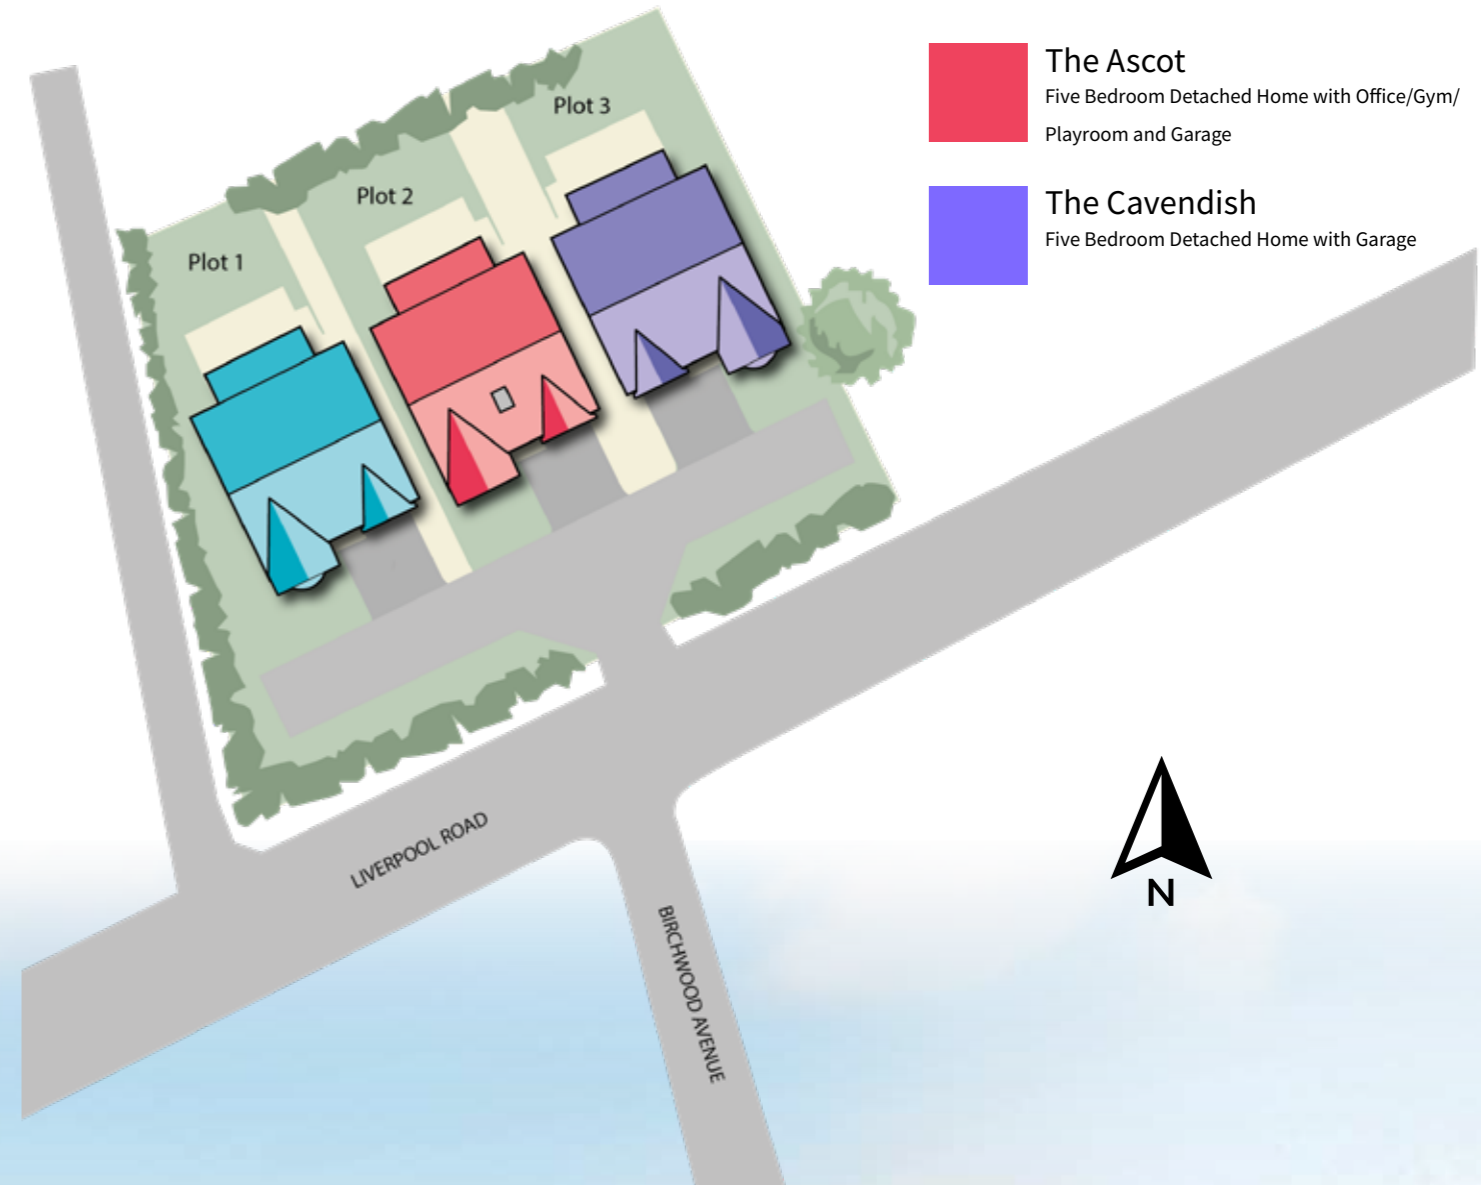 The Ascot
Five Bedroom Detached Home with Office/Gym/
Playroom and Garage
The Cavendish
Five Bedroom Detached Home with Garage
Plot 3
Plot 2
Plot 1
LIVERPOOL ROAD
BIRCHWOOD AVENUE
N